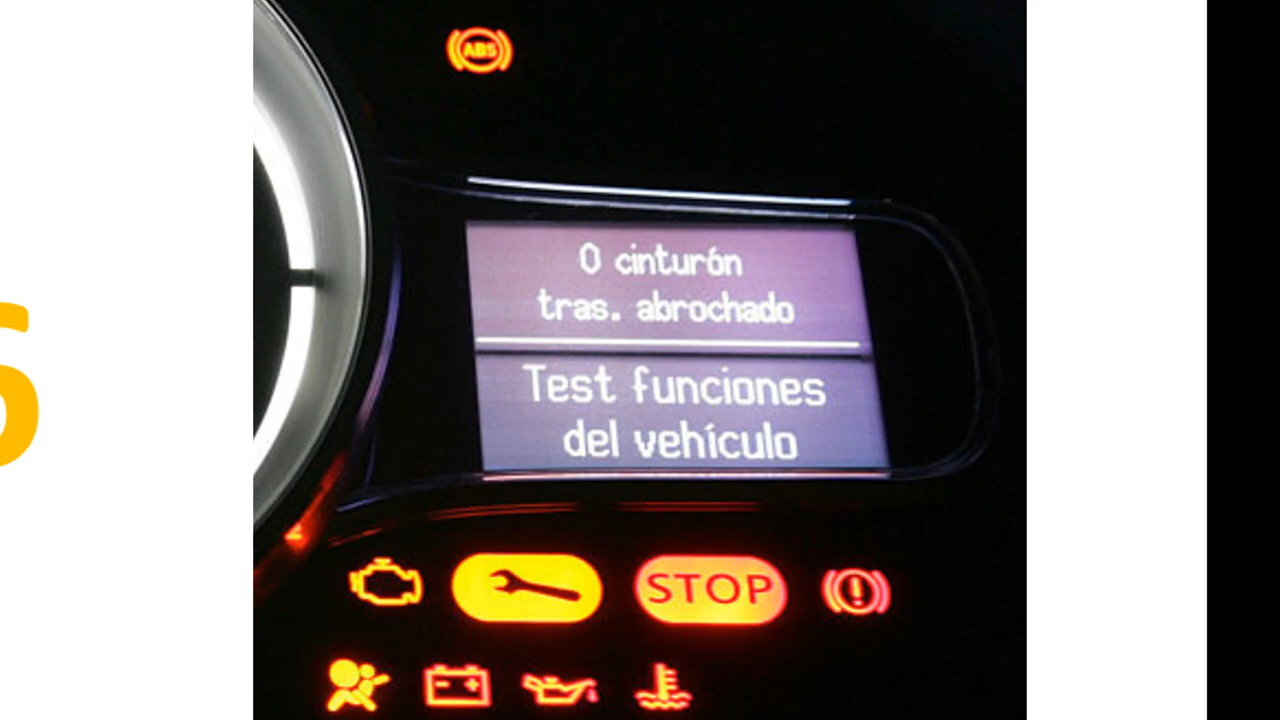 ABS
0 cinturón
tras. abrochado
Test funciones
del vehículo
STOP